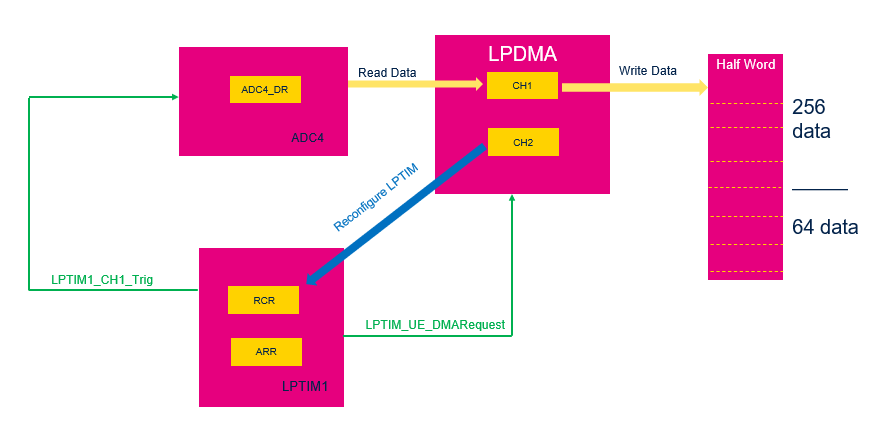 LPDMA
Half Word
Read Data
Write Data
CH1
ADC4_DR
256
data
ADC4
CH2
Reconfigure LPTIM
64 data
LPTIM1_CH1_Trig
RCR
LPTIM_UE_DMARequest
ARR
LPTIM1